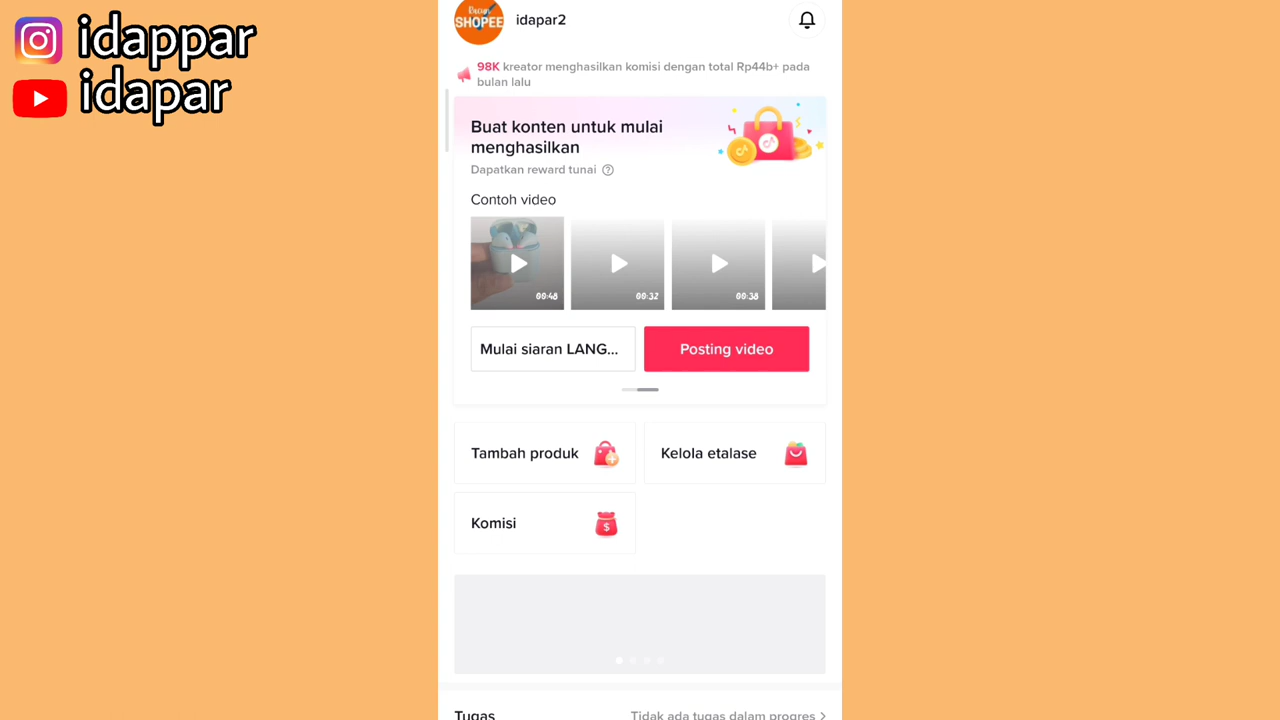 idappar
idapar
SHOPEE
idapar2
98K kreator menghasilkan komisi dengan total Rp44b+ pada
bulan lalu
Buat konten untuk mulai
menghasilkan
Dapatkan reward tunai
Contoh video
00:48
00:32
00:38
Mulai siaran LANG...
Posting video
Tambah produk
Kelola etalase
Komisi
Tugas
Tidak ada tugas dalam progres